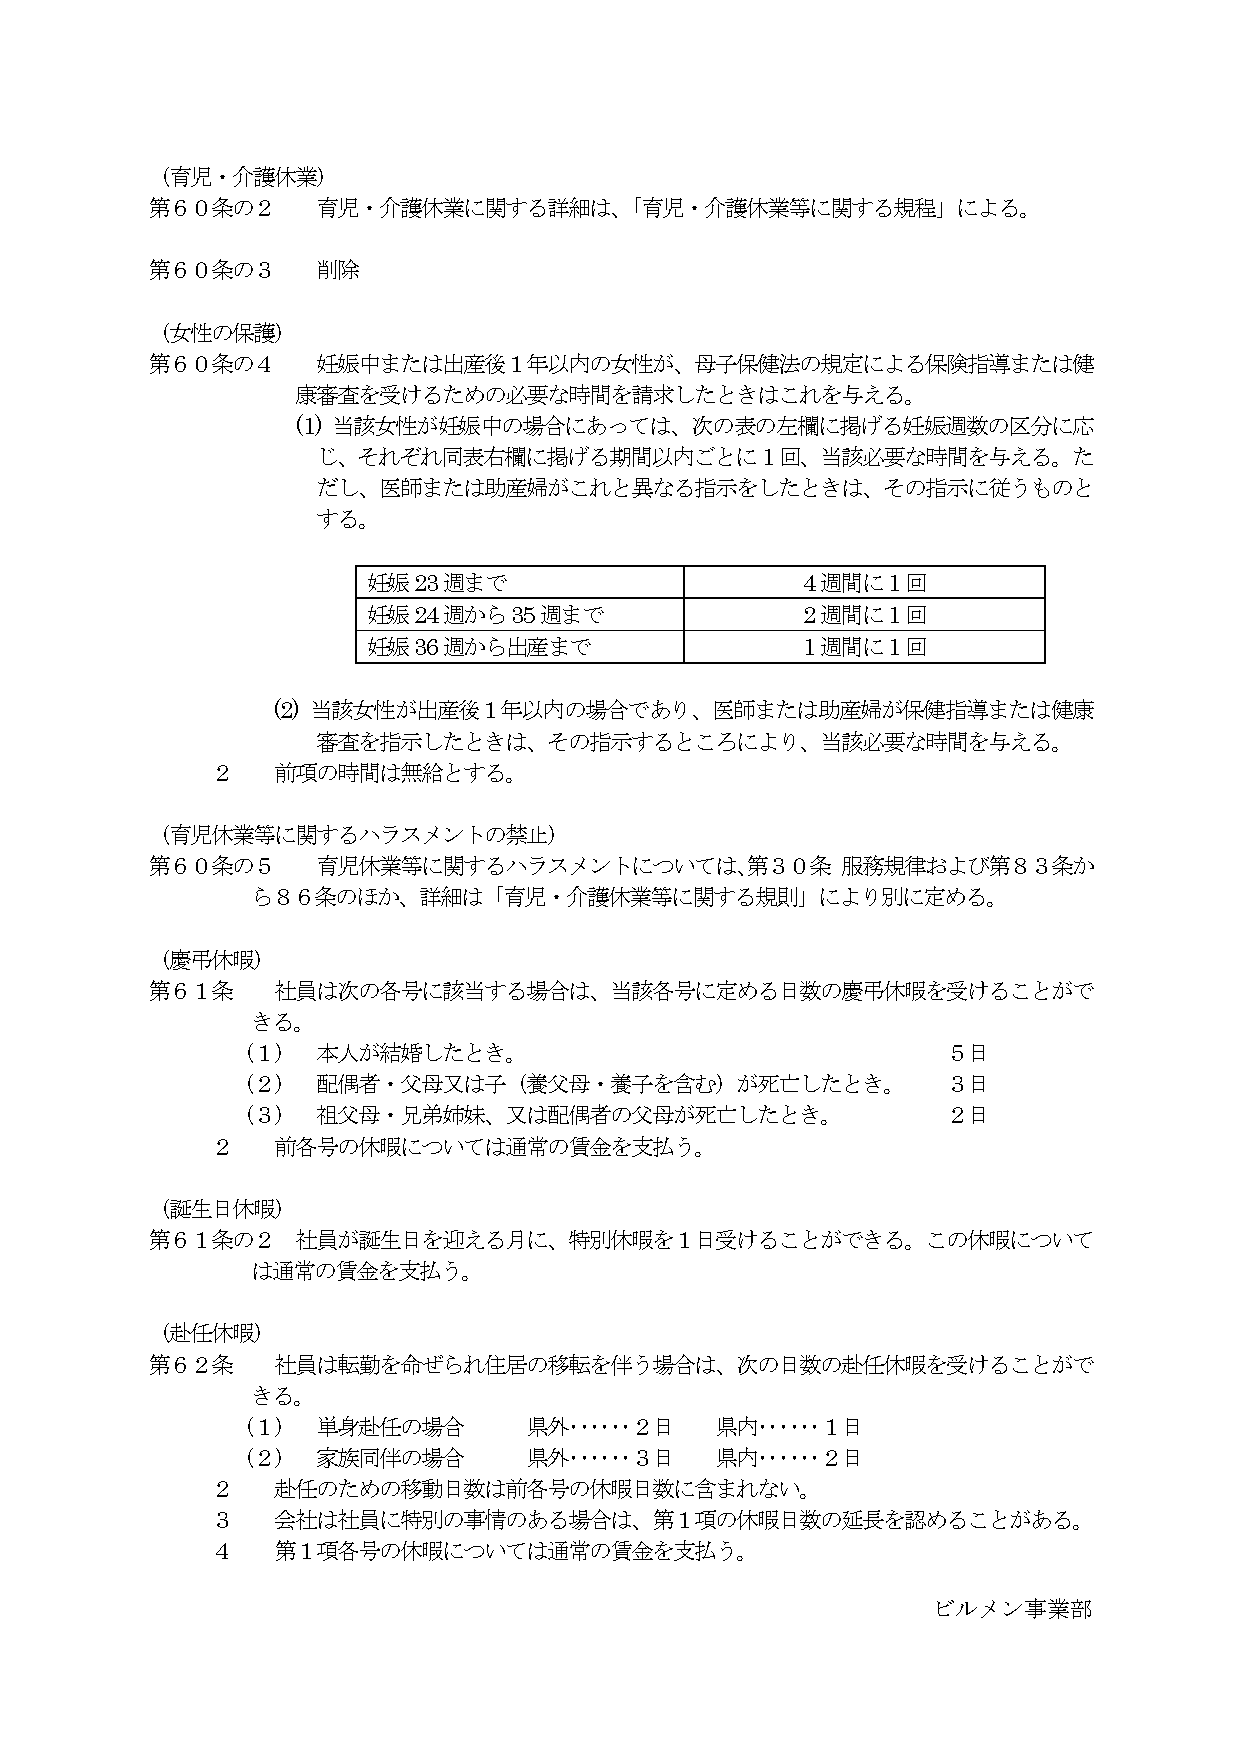 （育児・介護休業）
第６０条の２　　育児・介護休業に関する詳細は、「育児・介護休業等に関する規程」による。
第６０条の３　　削除
（女性の保護）
第６０条の４　　妊娠中または出産後１年以内の女性が、母子保健法の規定による保険指導または健
康審査を受けるための必要な時間を請求したときはこれを与える。
(1) 当該女性が妊娠中の場合にあっては、次の表の左欄に掲げる妊娠週数の区分に応
じ、それぞれ同表右欄に掲げる期間以内ごとに１回、当該必要な時間を与える。た
だし、医師または助産婦がこれと異なる指示をしたときは、その指示に従うものと
する。
妊娠23週まで　４週間に１回
妊娠24週から35週まで　２週間に１回
妊娠36週から出産まで　１週間に１回
(2) 当該女性が出産後１年以内の場合であり、医師または助産婦が保健指導または健康
審査を指示したときは、その指示するところにより、当該必要な時間を与える。
２　　前項の時間は無給とする。
（育児休業等に関するハラスメントの禁止）
第６０条の５　　育児休業等に関するハラスメントについては、第３０条 服務規律および第８３条か
ら８６条のほか、詳細は「育児・介護休業等に関する規則」により別に定める。
（慶弔休暇）
第６１条　　社員は次の各号に該当する場合は、当該各号に定める日数の慶弔休暇を受けることがで
きる。
（１）　本人が結婚したとき。　５日
（２）　配偶者・父母又は子（養父母・養子を含む）が死亡したとき。　３日
（３）　祖父母・兄弟姉妹、又は配偶者の父母が死亡したとき。　２日
２　　前各号の休暇については通常の賃金を支払う。
（誕生日休暇）
第６１条の２　社員が誕生日を迎える月に、特別休暇を１日受けることができる。この休暇について
は通常の賃金を支払う。
（赴任休暇）
第６２条　　社員は転勤を命ぜられ住居の移転を伴う場合は、次の日数の赴任休暇を受けることがで
きる。
（１）　単身赴任の場合　　　県外‥‥‥２日　　県内‥‥‥１日
（２）　家族同伴の場合　　　県外‥‥‥３日　　県内‥‥‥２日
２　　赴任のための移動日数は前各号の休暇日数に含まれない。
３　　会社は社員に特別の事情のある場合は、第１項の休暇日数の延長を認めることがある。
４　　第１項各号の休暇については通常の賃金を支払う。
ビルメン事業部